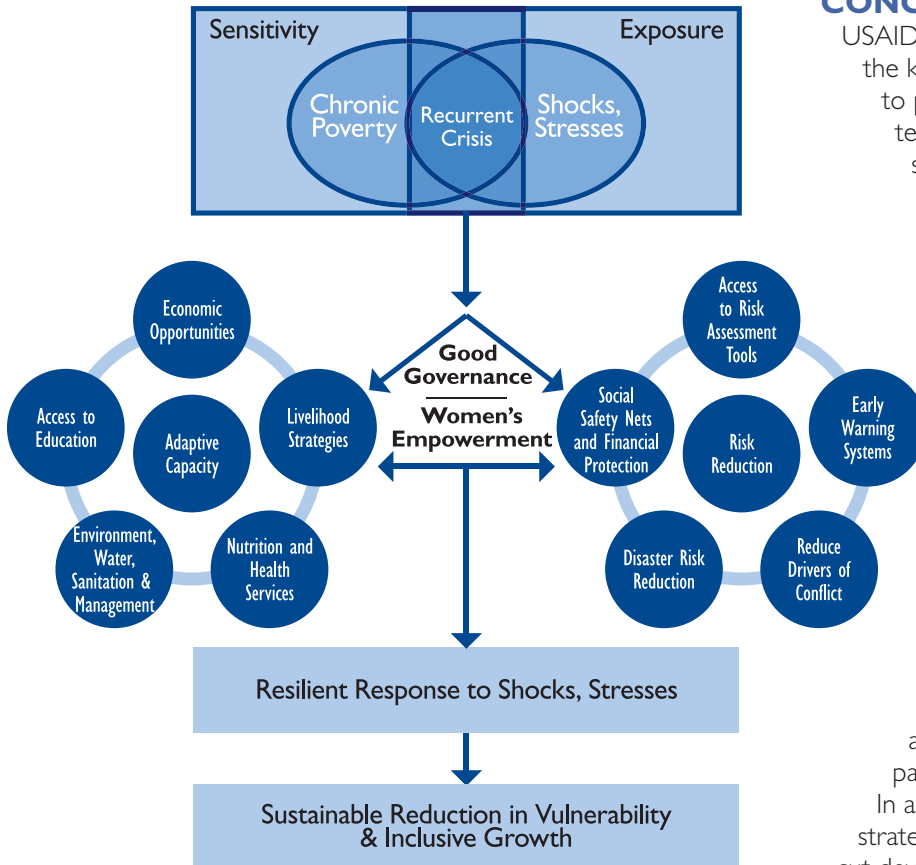 CONC
USAID
the k
to p
te
s
Sensitivity
Exposure
Chronic
Poverty
Recurrent
Crisis
Shocks,
Stresses
Good
Governance
Women's
Empowerment
Economic
Opportunities
Access to
Education
Adaptive
Capacity
Livelihood
Strategies
Environment,
Water,
Sanitation &
Management
Nutrition and
Health
Services
Access
to Risk
Assessment
Tools
Social
Safety Nets
and Financial
Protection
Risk
Reduction
Early
Warning
Systems
Disaster Risk
Reduction
Reduce
Drivers of
Conflict
Resilient Response to Shocks, Stresses
Sustainable Reduction in Vulnerability
& Inclusive Growth
a
pa
In a
strate